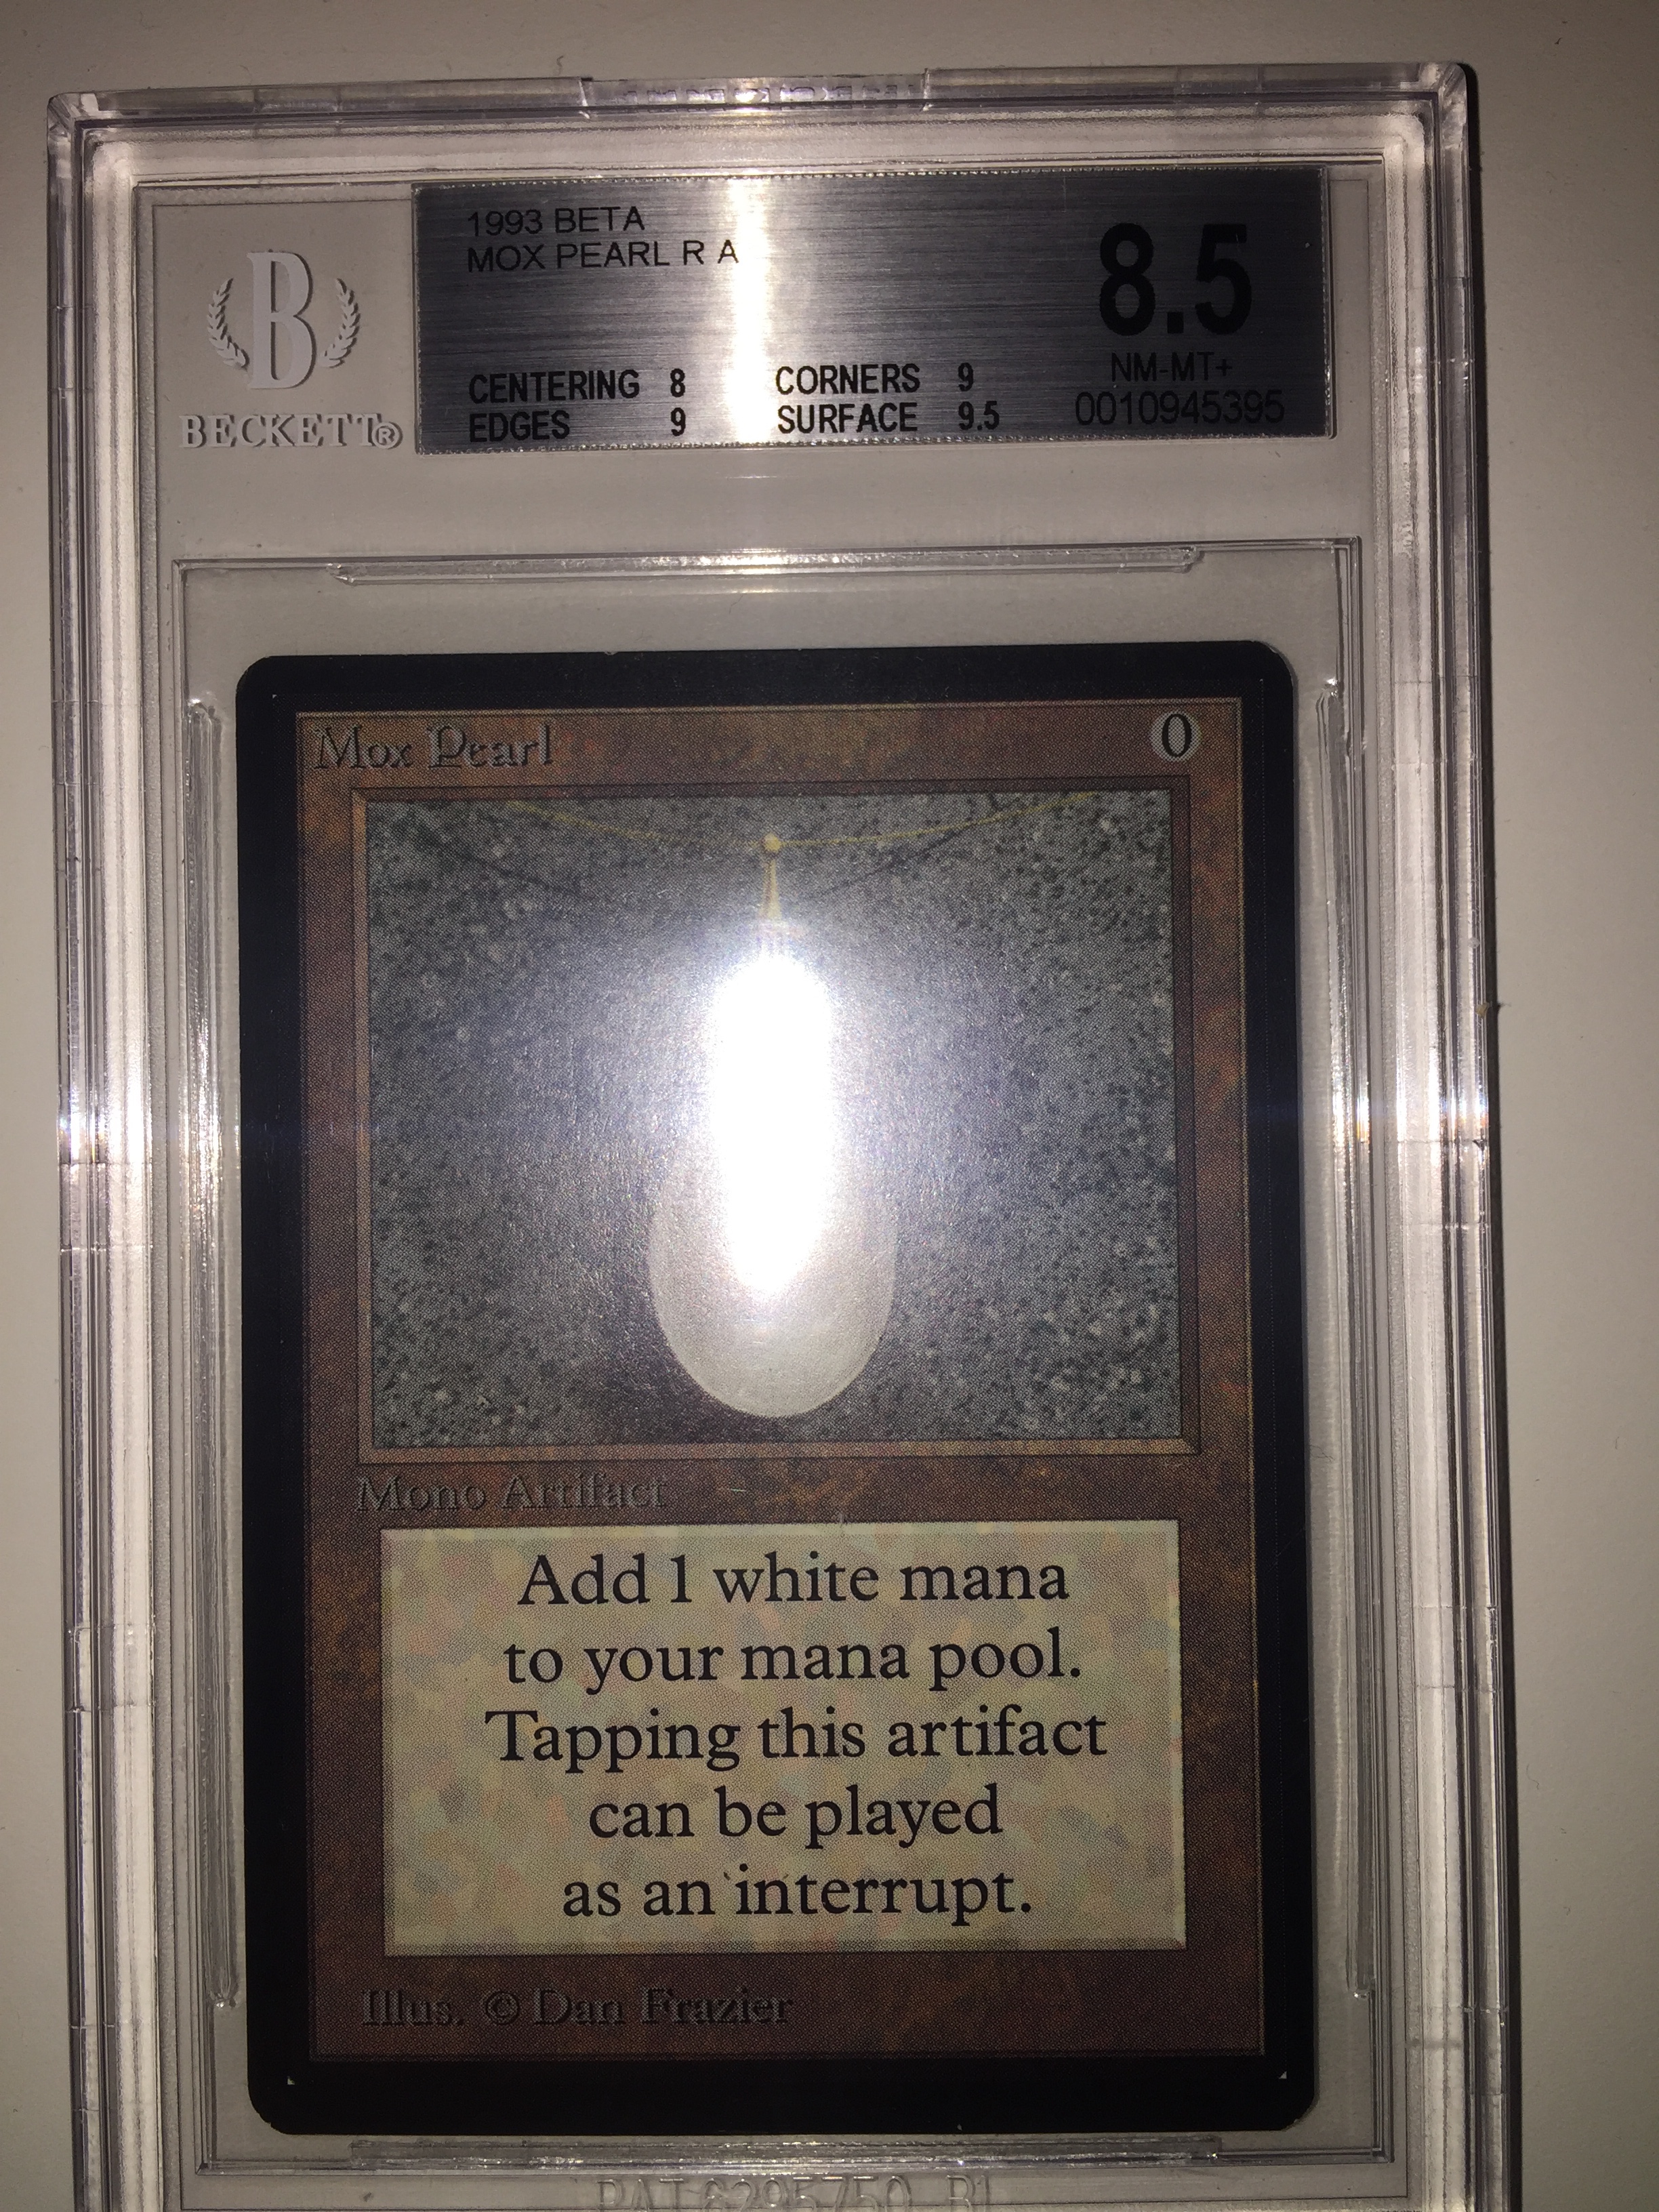 1993 BETA
MOX PEARL R A
8.5
CENTERING 8 CORNERS 9 NM-MT+
EDGES 9 SURFACE 9.5 0010945395
B
BECKETT®
Mox Pearl 0
Mono Artifact
Add 1 white mana
to your mana pool.
Tapping this artifact
can be played
as an interrupt.
Illus. © Dan Frazier
PAT.6295750 B1